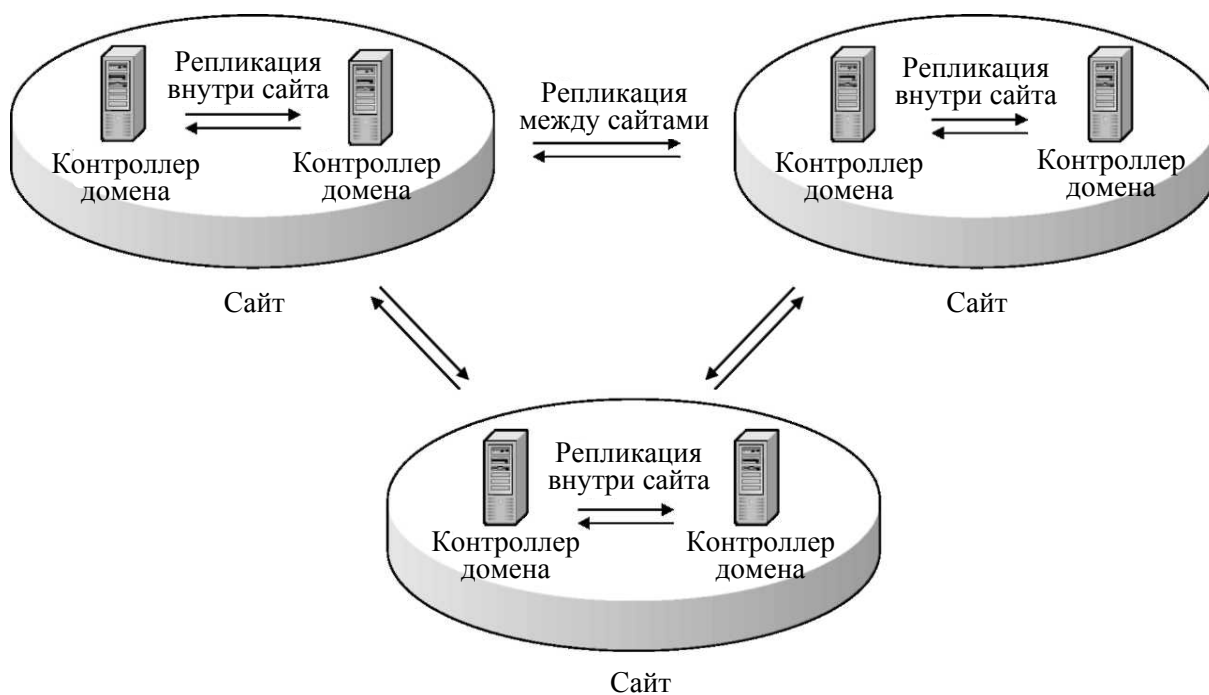 Репликация
внутри сайта
Контроллер
домена
Контроллер
домена
Сайт
Репликация
между сайтами
Репликация
внутри сайта
Контроллер
домена
Контроллер
домена
Сайт
Репликация
внутри сайта
Контроллер
домена
Контроллер
домена
Сайт